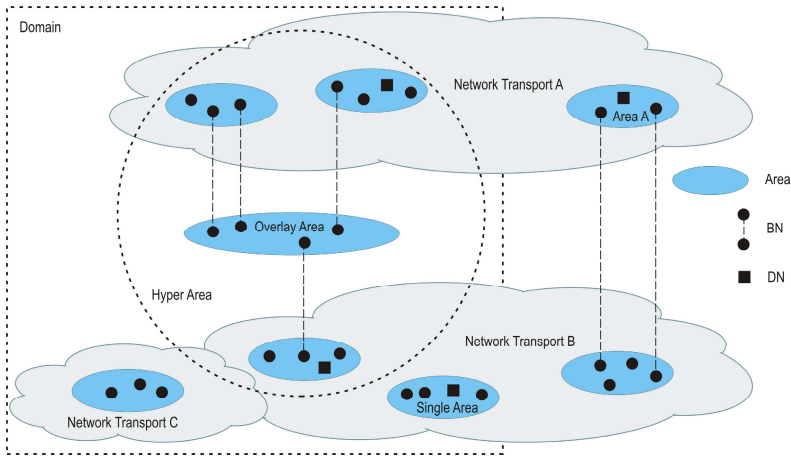 Domain
Network Transport A
Area A
Area
Overlay Area
BN
DN
Hyper Area
Network Transport B
Single Area
Network Transport C